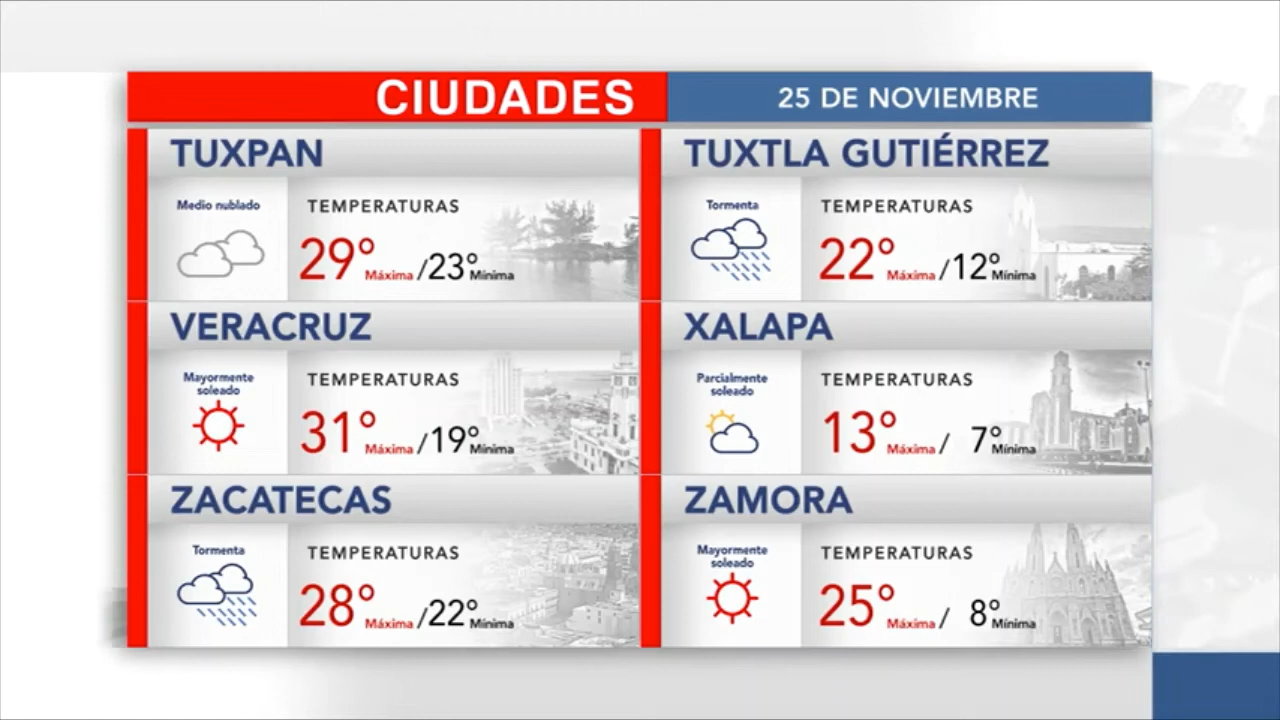 CIUDADES
25 DE NOVIEMBRE
TUXPAN
Medio nublado
TEMPERATURAS
29° Máxima /23° Mínima
TUXTLA GUTIÉRREZ
Tormenta
TEMPERATURAS
22° Máxima /12° Mínima
VERACRUZ
Mayormente
soleado
TEMPERATURAS
31° Máxima /19° Mínima
XALAPA
Parcialmente
soleado
TEMPERATURAS
13° Máxima / 7° Mínima
ZACATECAS
Tormenta
TEMPERATURAS
28° Máxima /22° Mínima
ZAMORA
Mayormente
soleado
TEMPERATURAS
25° Máxima / 8° Mínima